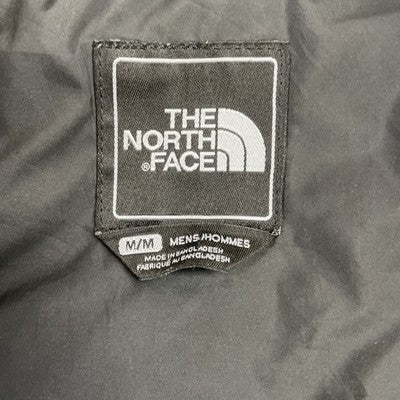 THE
NORTH
®FACE
M/M MENS/HOMMES
MADE IN BANGLADESH
FABRIQUÉ AU BANGLADESH